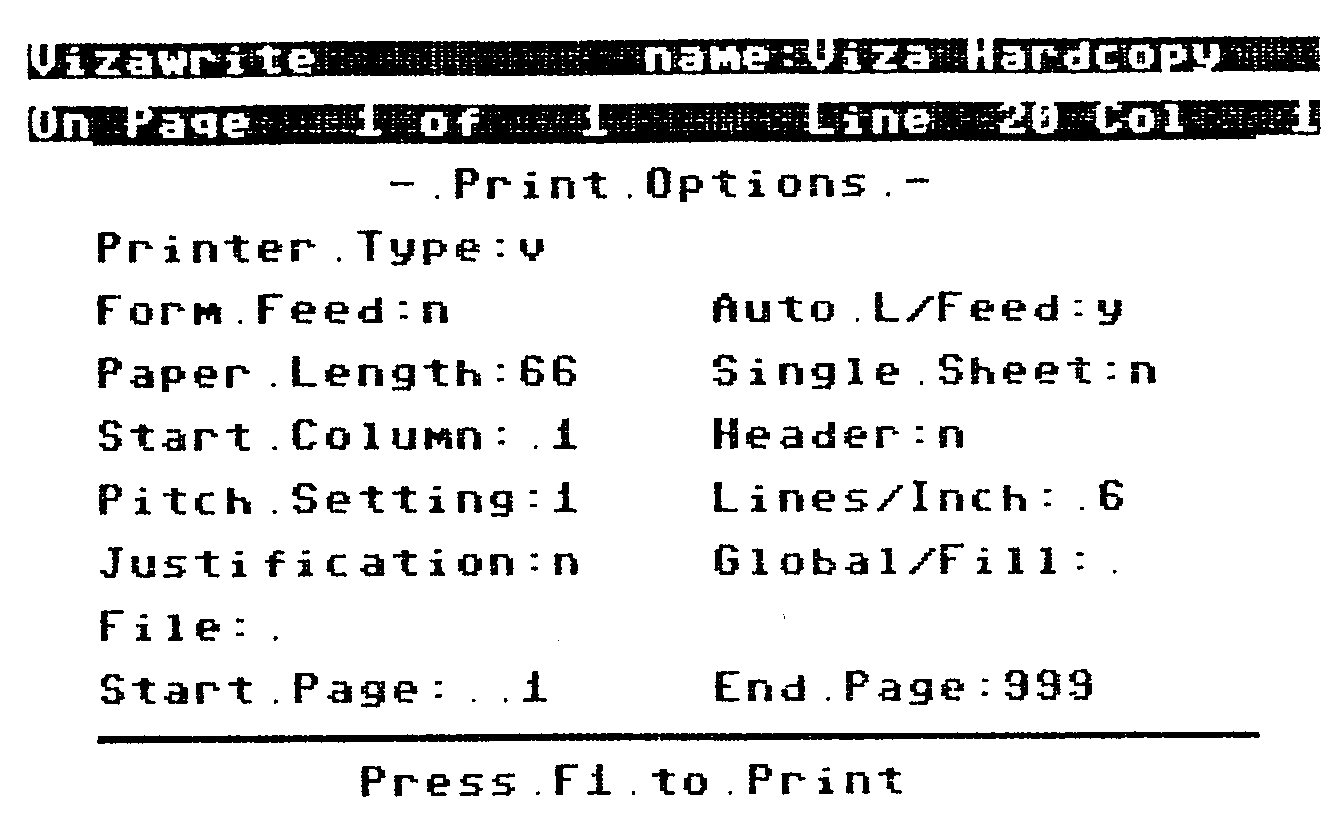 Vizawrite name:Viza Hardcopy
On Page 1 of 1 Line 20 Col 1
-.Print.Options.-
Printer.Type:v
Form.Feed:n Auto.L/Feed:y
Paper.Length:66 Single.Sheet:n
Start.Column:.1 Header:n
Pitch.Setting:1 Lines/Inch:.6
Justification:n Global/Fill:.
File:.
Start.Page:..1 End.Page:999
Press.F1.to.Print